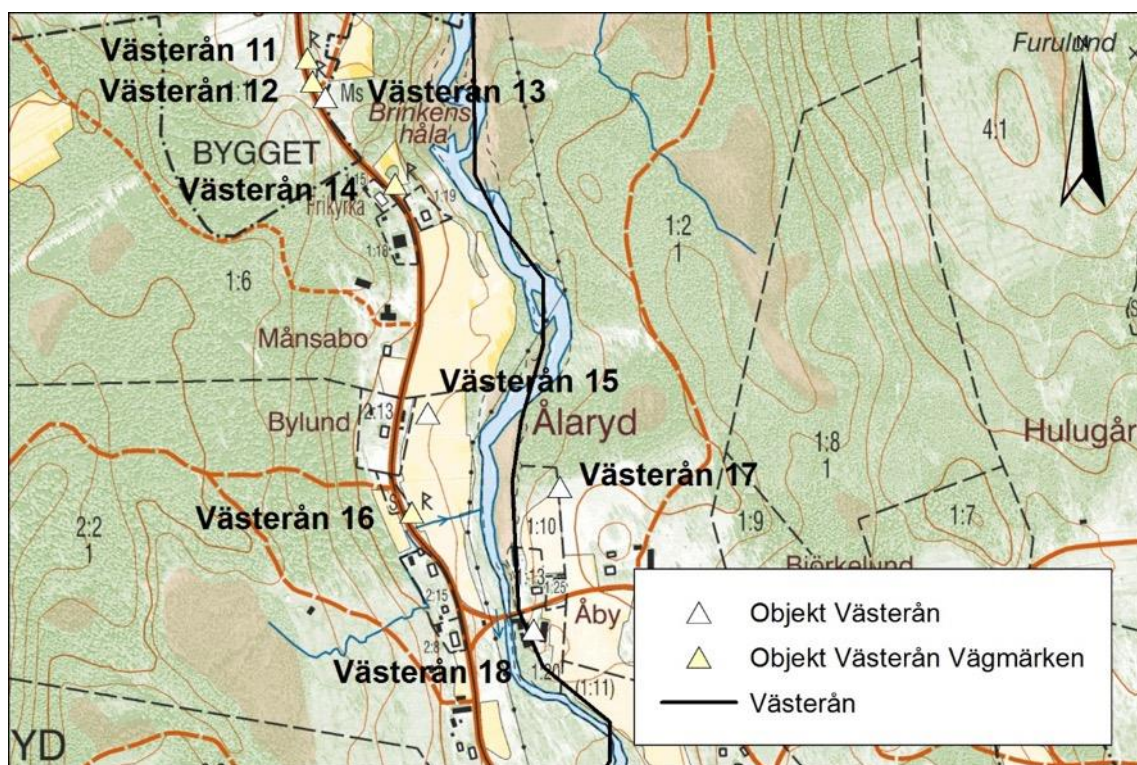 Furulund
N
Västerån 11
R
Västerån 12
R
Ms
Västerån 13
Brinkens
håla
4:1
BYGGET
R
Västerån 14
Frikyrka
1:19
1:18
1:2
1
1:6
Månsabo
Västerån 15
Bylund
2:13
Ålaryd
1:8
1
Hulugår
Västerån 17
S
R
Västerån 16
2:2
1
1:10
1:9
1:7
Björkelund
1:13
1:25
2:15
Åby
2:8
Västerån 18
1:20
(1:11)
YD
Objekt Västerån
Objekt Västerån Vägmärken
Västerån